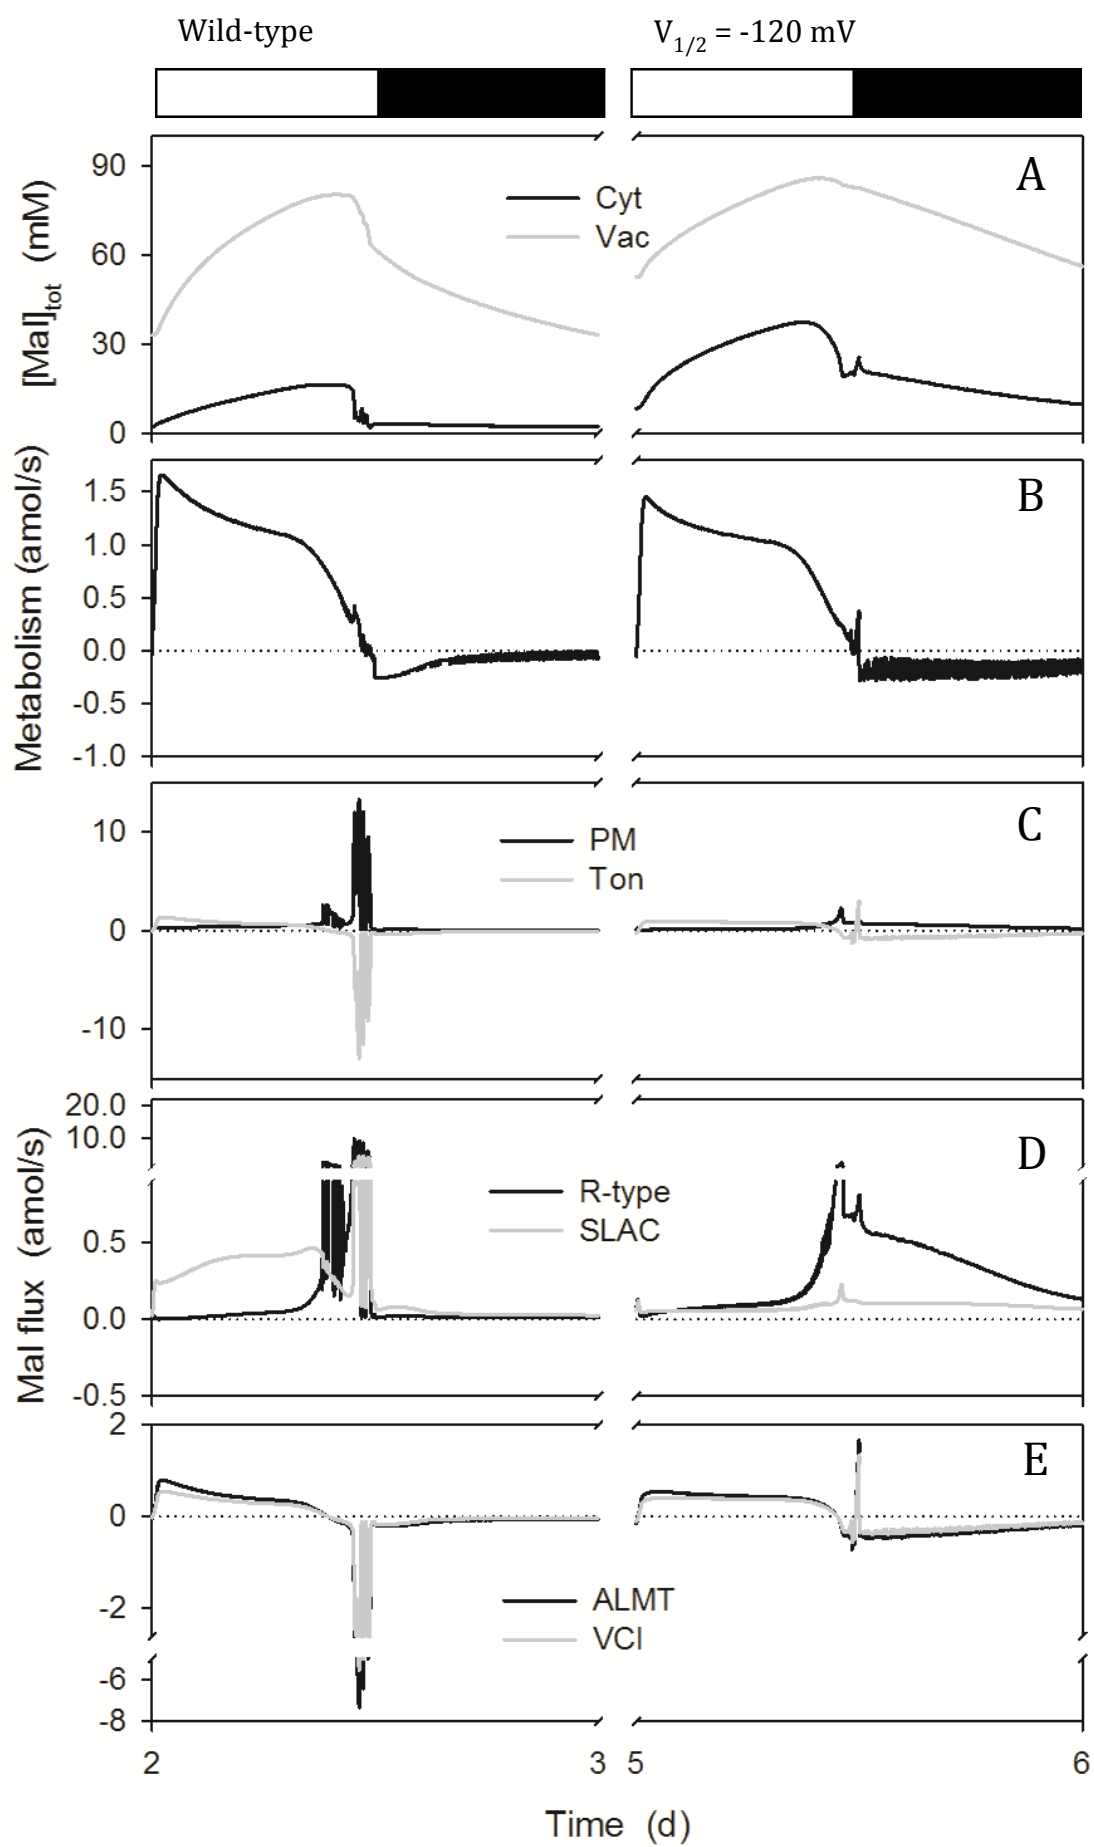 Wild-type
V1/2 = -120 mV
A
90
60
30
0
[Mal]tot (mM)
Cyt
Vac
B
1.5
1.0
0.5
0.0
-0.5
-1.0
Metabolism (amol/s)
C
10
0
-10
PM
Ton
D
20.0
10.0
0.5
0.0
-0.5
Mal flux (amol/s)
R-type
SLAC
E
2
0
-2
-6
-8
ALMT
VCl
2
3
5
6
Time (d)